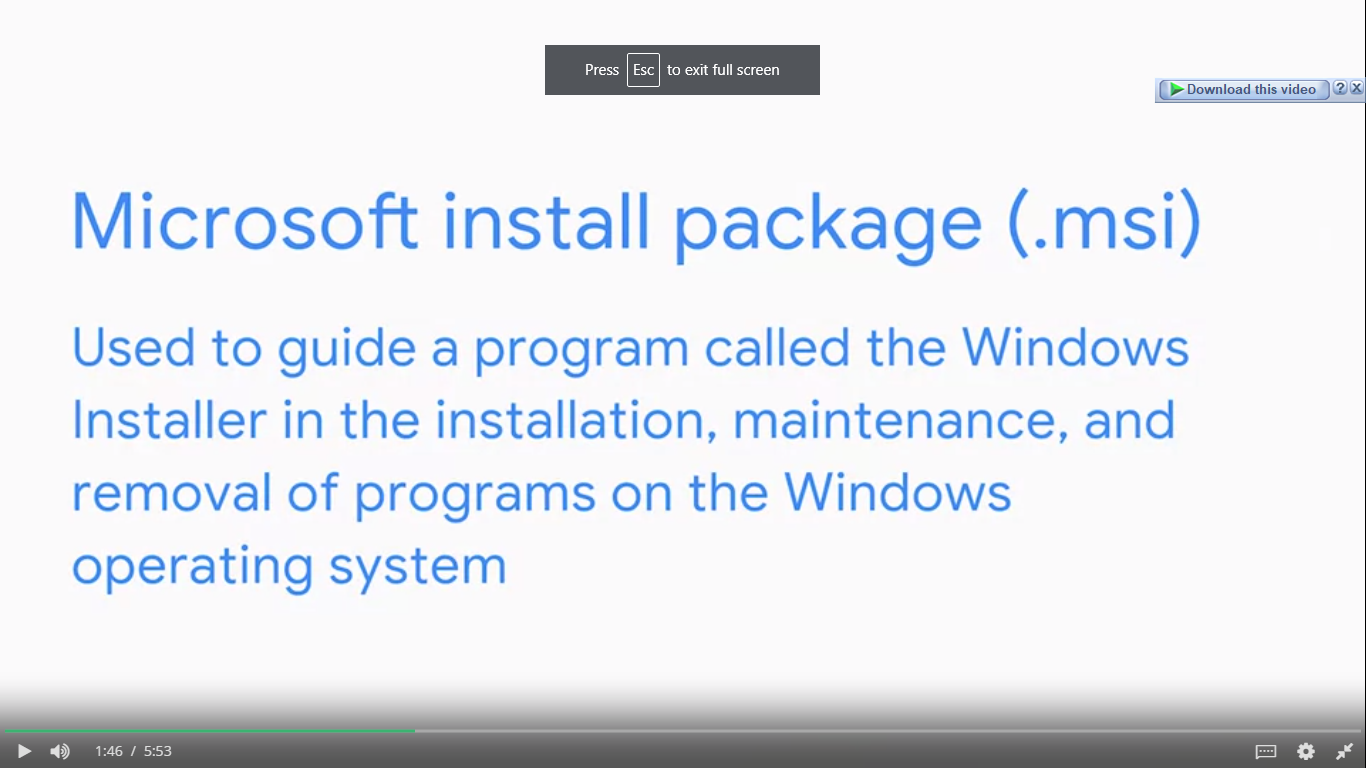 Press Esc to exit full screen
Download this video ? X
Microsoft install package (.msi)
Used to guide a program called the Windows
Installer in the installation, maintenance, and
removal of programs on the Windows
operating system
1:46 / 5:53